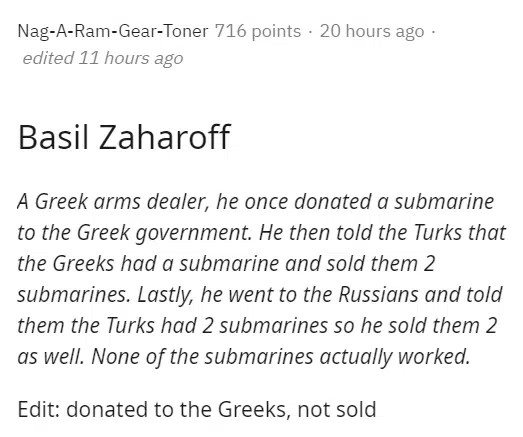 Nag-A-Ram-Gear-Toner 716 points · 20 hours ago ·
edited 11 hours ago
Basil Zaharoff
A Greek arms dealer, he once donated a submarine
to the Greek government. He then told the Turks that
the Greeks had a submarine and sold them 2
submarines. Lastly, he went to the Russians and told
them the Turks had 2 submarines so he sold them 2
as well. None of the submarines actually worked.
Edit: donated to the Greeks, not sold